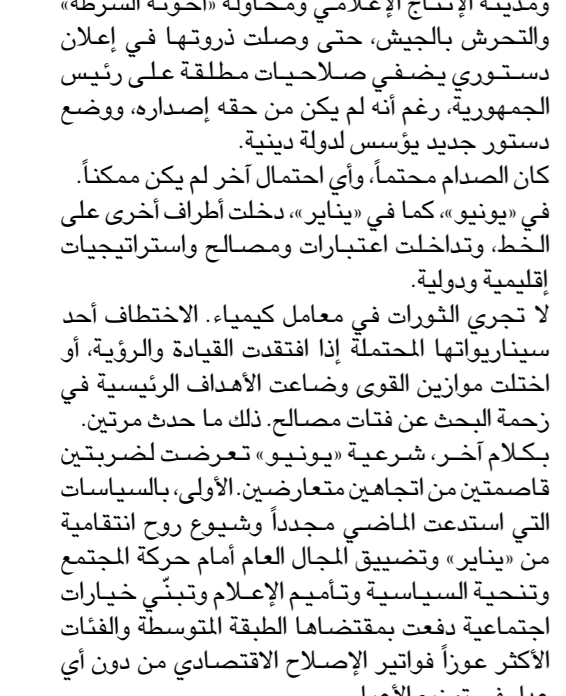 ومدينة الإنتاج الإعلامي ومحاولة «أخونة الشرطة»
والتحرش بالجيش، حتى وصلت ذروتها في إعلان
دستوري يضفي صلاحيات مطلقة على رئيس
الجمهورية، رغم أنه لم يكن من حقه إصداره، ووضع
دستور جديد يؤسس لدولة دينية.
كان الصدام محتماً، وأي احتمال آخر لم يكن ممكناً.
في «يونيو»، كما في «يناير»، دخلت أطراف أخرى على
الخط، وتداخلت اعتبارات ومصالح واستراتيجيات
إقليمية ودولية.
لا تجري الثورات في معامل كيمياء. الاختطاف أحد
سيناريواتها المحتملة إذا افتقدت القيادة والرؤية، أو
اختلت موازين القوى وضاعت الأهداف الرئيسية في
زحمة البحث عن فتات مصالح. ذلك ما حدث مرتين.
بكلام آخر، شرعية «يونيو» تعرضت لضربتين
قاصمتين من اتجاهين متعارضين. الأولى، بالسياسات
التي استدعت الماضي مجدداً وشيوع روح انتقامية
من «يناير» وتضييق المجال العام أمام حركة المجتمع
وتنحية السياسية وتأميم الإعلام وتبنّي خيارات
اجتماعية دفعت بمقتضاها الطبقة المتوسطة والفئات
الأكثر عوزاً فواتير الإصلاح الاقتصادي من دون أي